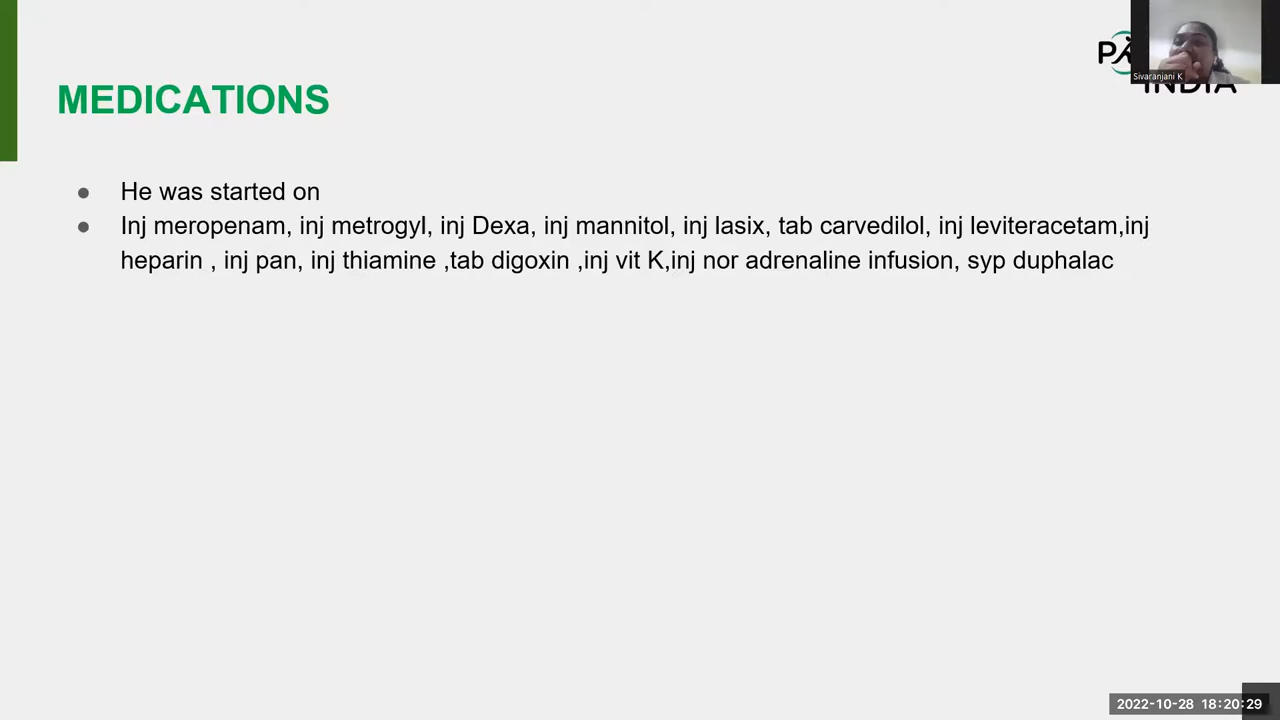 Sivaranjani K
INDIA
MEDICATIONS
● He was started on
● Inj meropenam, inj metrogyl, inj Dexa, inj mannitol, inj lasix, tab carvedilol, inj leviteracetam,inj
heparin , inj pan, inj thiamine ,tab digoxin ,inj vit K,inj nor adrenaline infusion, syp duphalac
2022-10-28 18:20:29